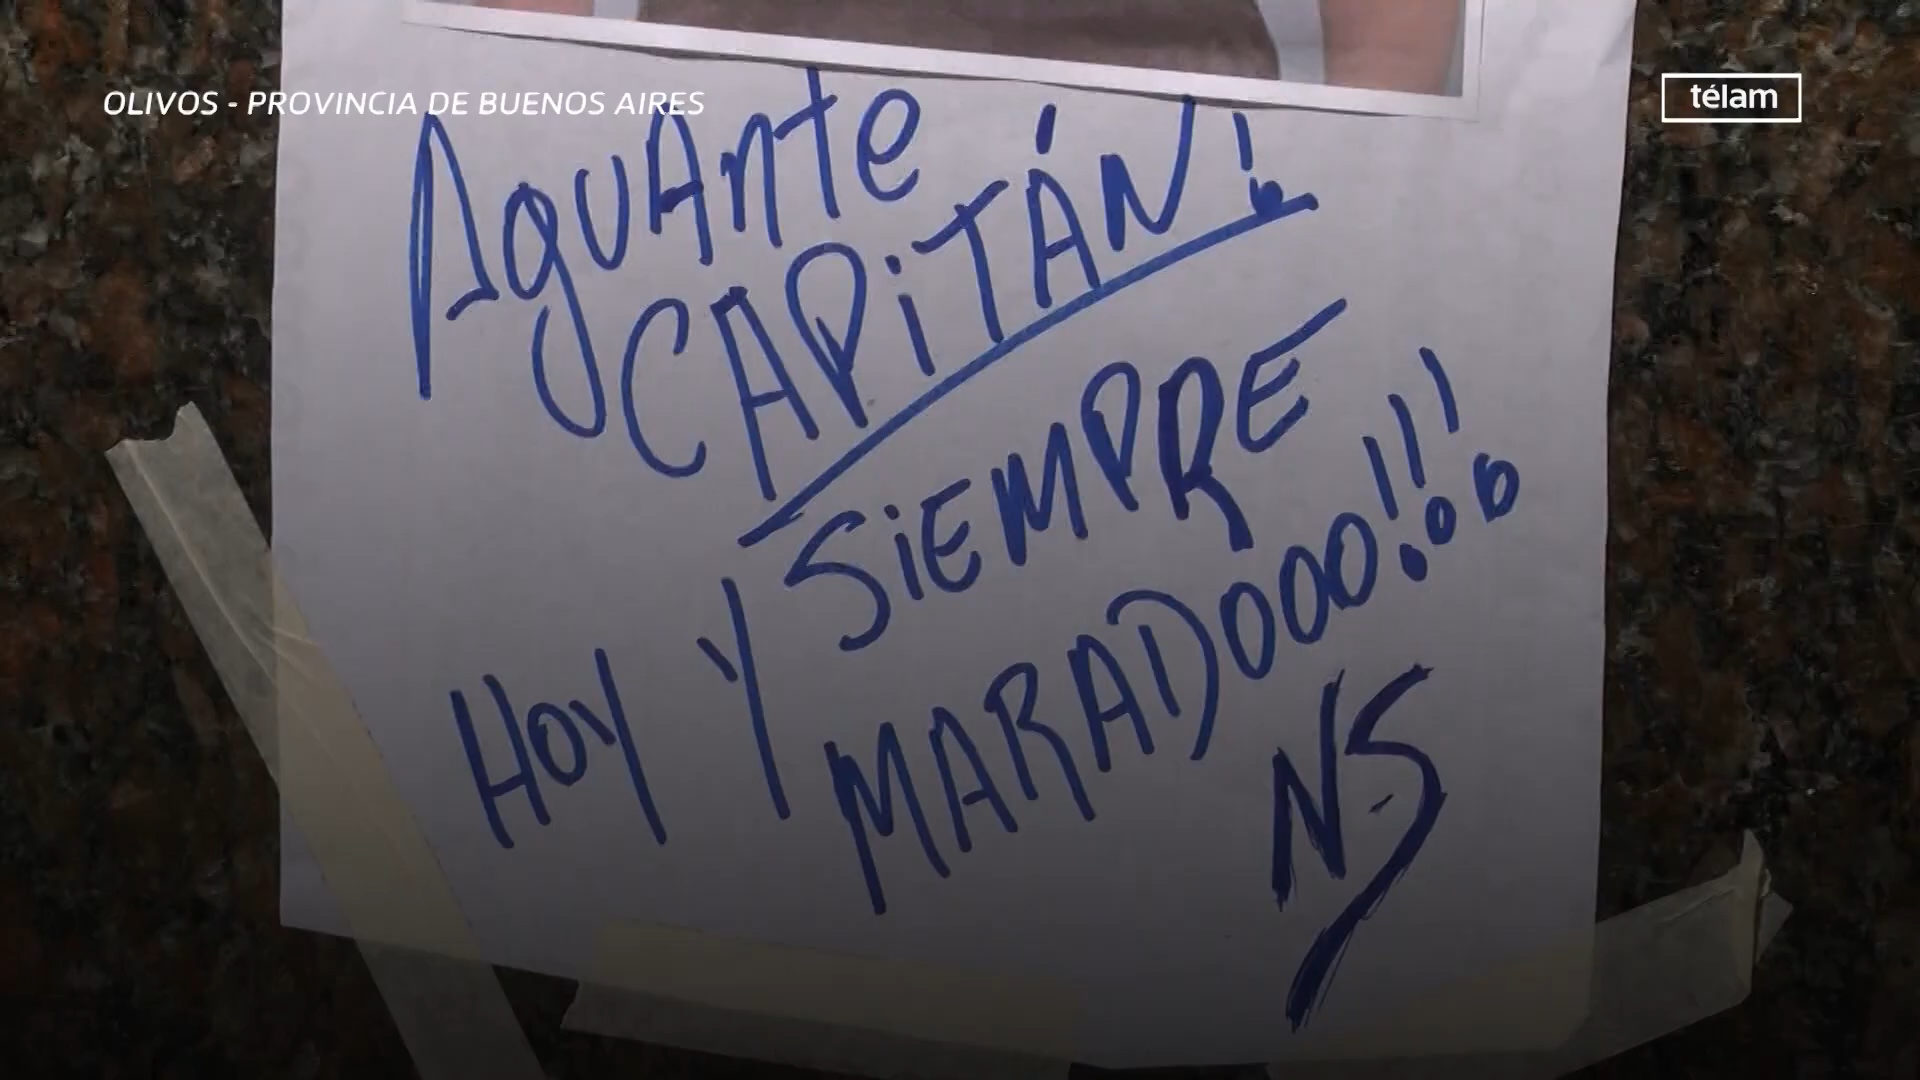 OLIVOS - PROVINCIA DE BUENOS AIRES
télam
AguAnte
CAPiTÁN!
HOY Y SiEMPRE
MARADOOO!!!
NS